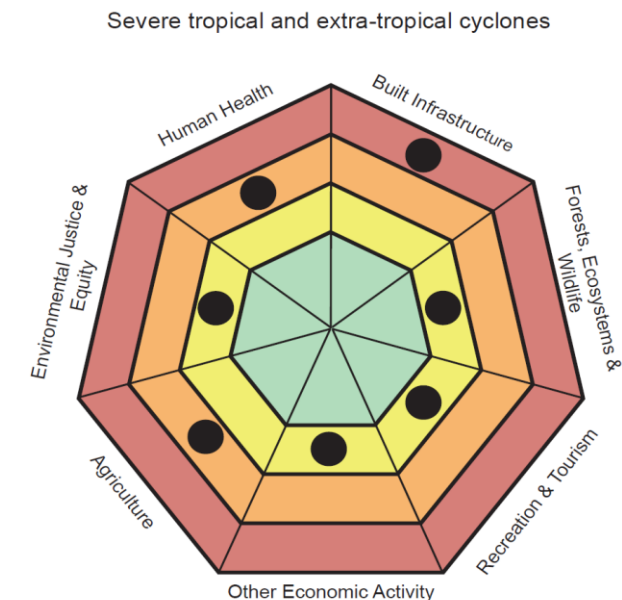 Severe tropical and extra-tropical cyclones
Human Health
Built Infrastructure
Environmental Justice &
Equity
Forests, Ecosystems &
Wildlife
Agriculture
Recreation & Tourism
Other Economic Activity